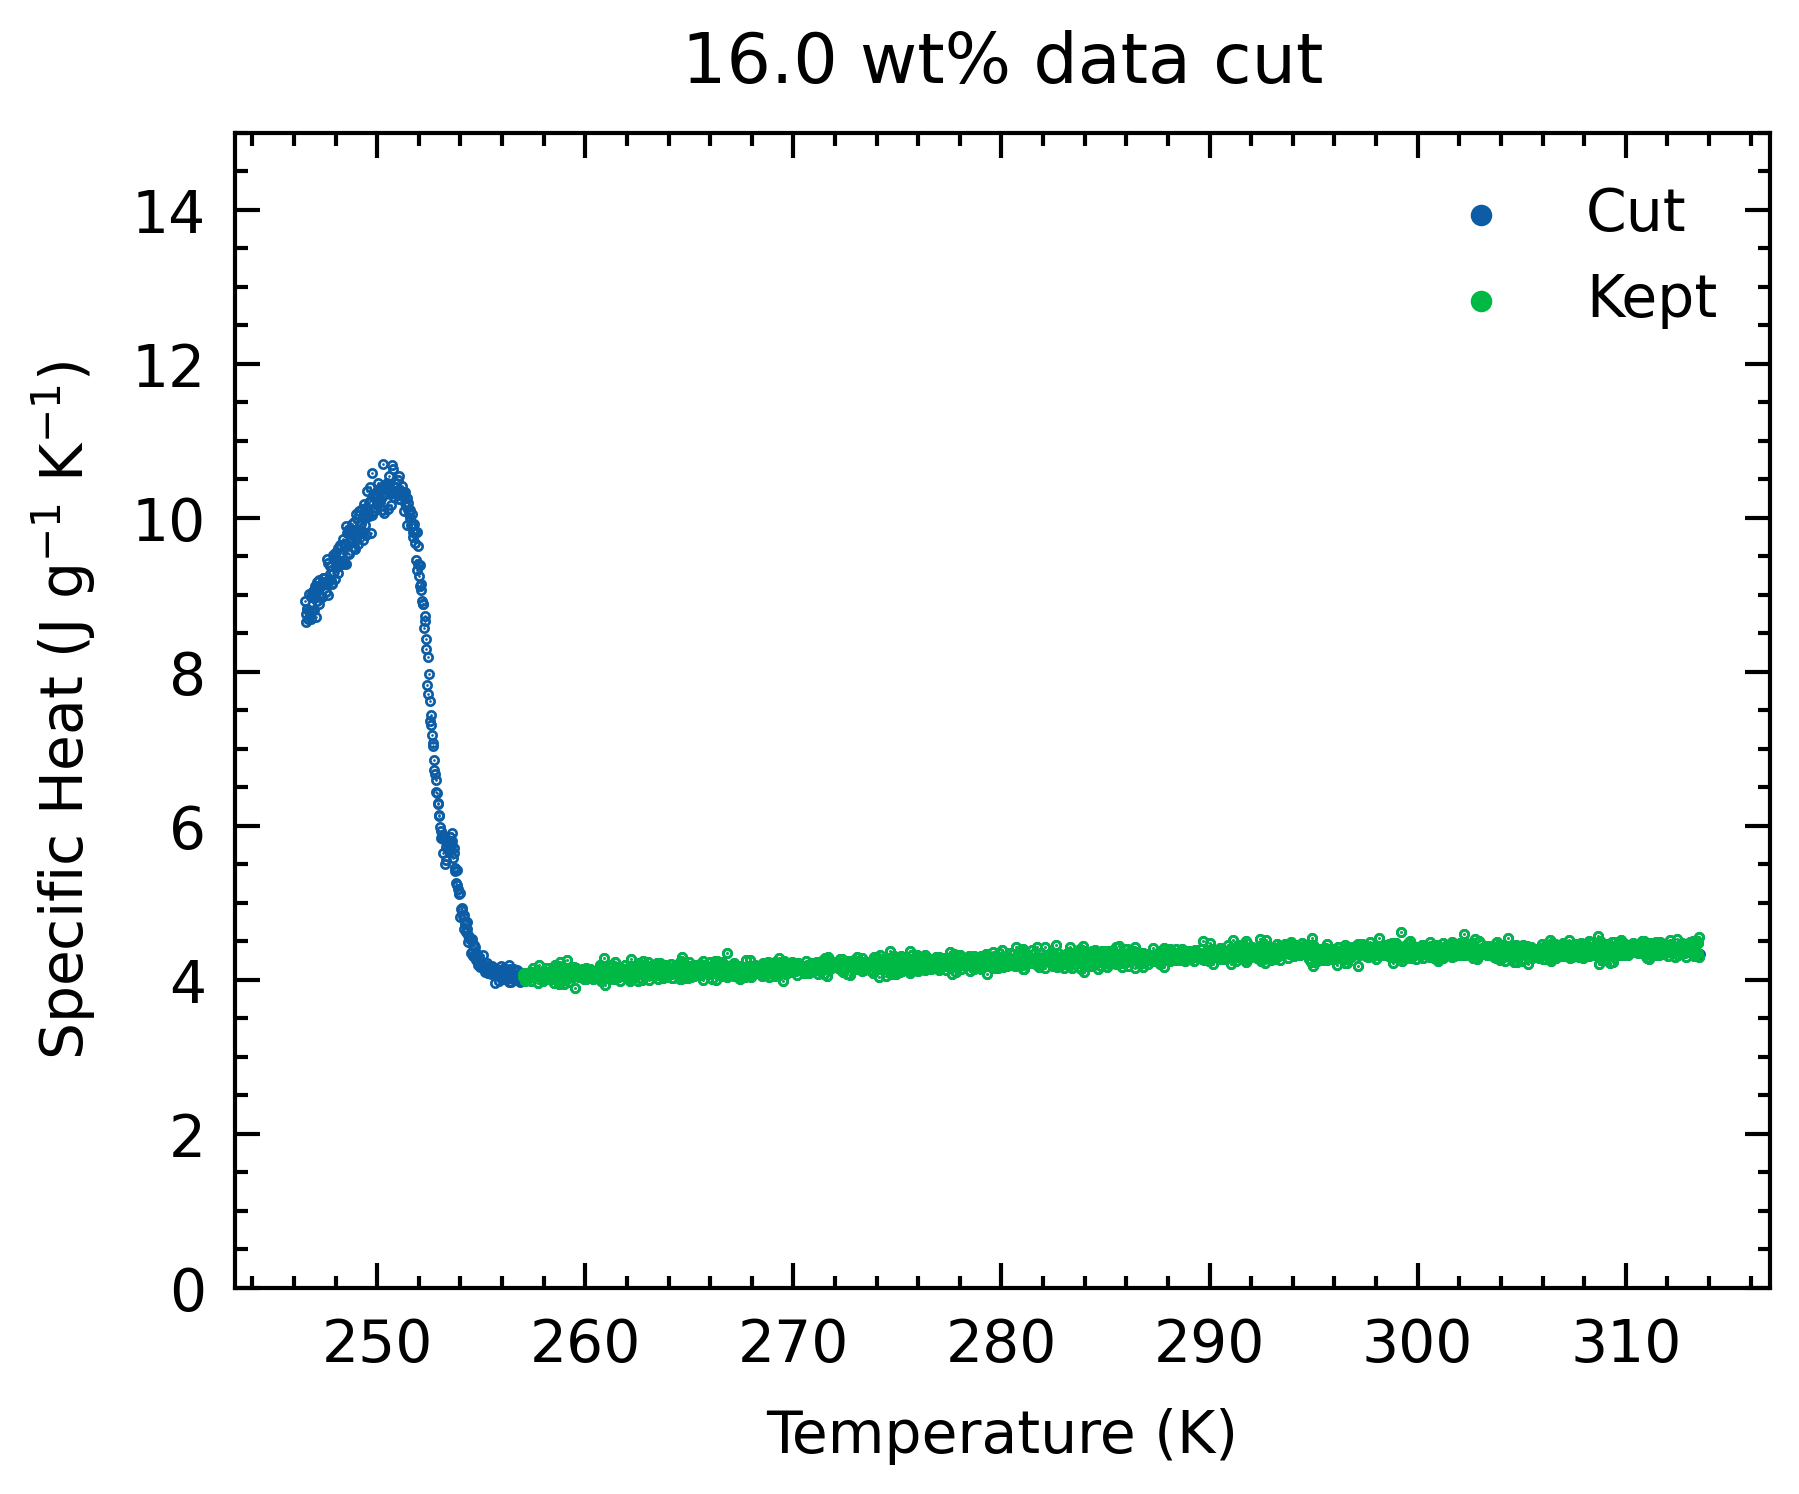 16.0 wt% data cut
Cut
Kept
14
12
10
8
6
4
2
0
Specific Heat (J g⁻¹ K⁻¹)
250 260 270 280 290 300 310
Temperature (K)